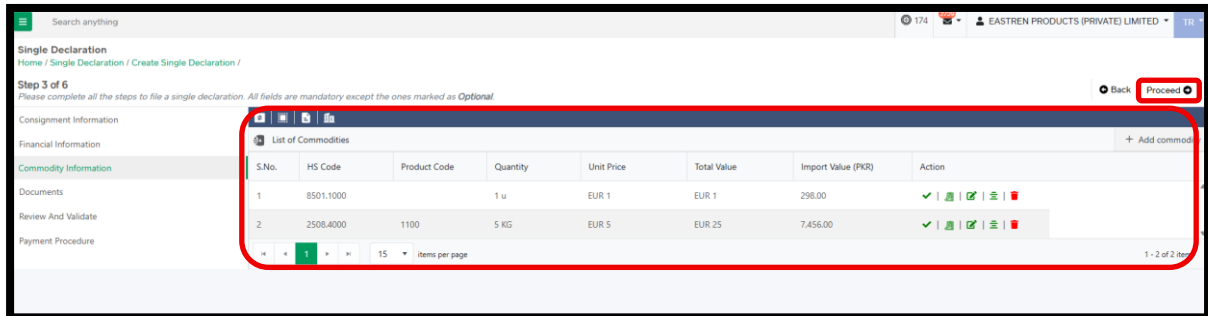 Search anything
174
EASTREN PRODUCTS (PRIVATE) LIMITED
TR
Single Declaration
Home / Single Declaration / Create Single Declaration /
Step 3 of 6
Please complete all the steps to file a single declaration. All fields are mandatory except the ones marked as Optional.
Back
Proceed
Consignment Information
Financial Information
Commodity Information
Documents
Review And Validate
Payment Procedure
List of Commodities
+ Add commodity
S.No. HS Code Product Code Quantity Unit Price Total Value Import Value (PKR) Action
1 8501.1000 1 u EUR 1 EUR 1 298.00
2 2508.4000 1100 5 KG EUR 5 EUR 25 7,456.00
1 15 items per page 1 - 2 of 2 items